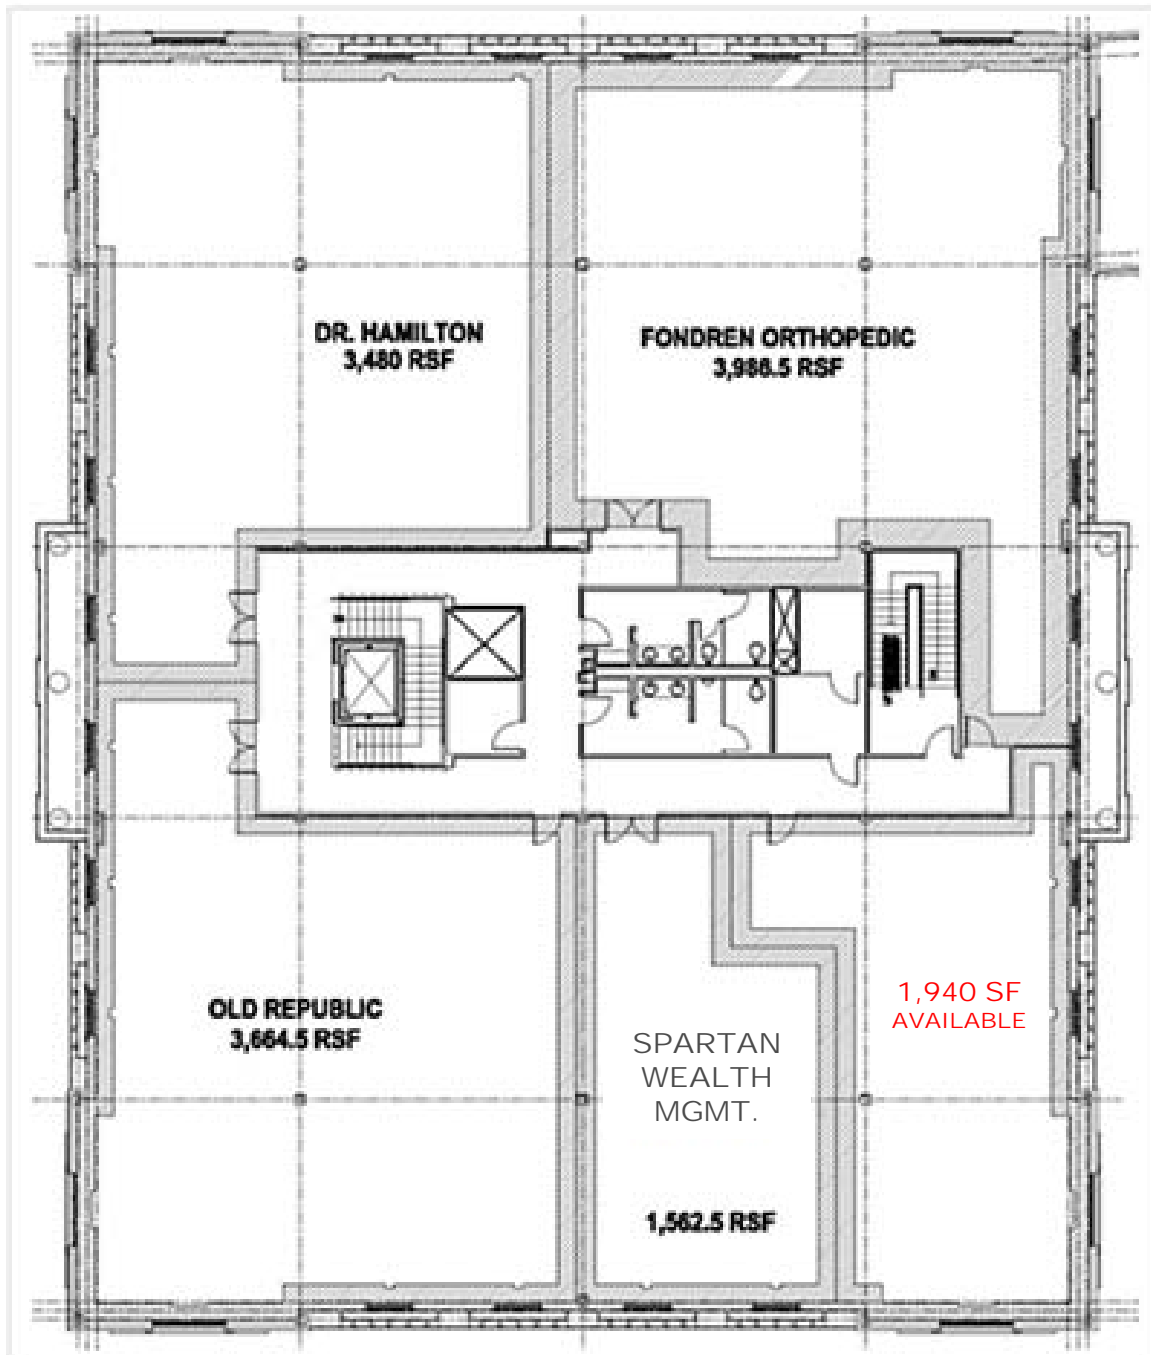 DR. HAMILTON
3,480 RSF
FONDREN ORTHOPEDIC
3,986.5 RSF
OLD REPUBLIC
3,664.5 RSF
1,940 SF
AVAILABLE
SPARTAN
WEALTH
MGMT.
1,562.5 RSF